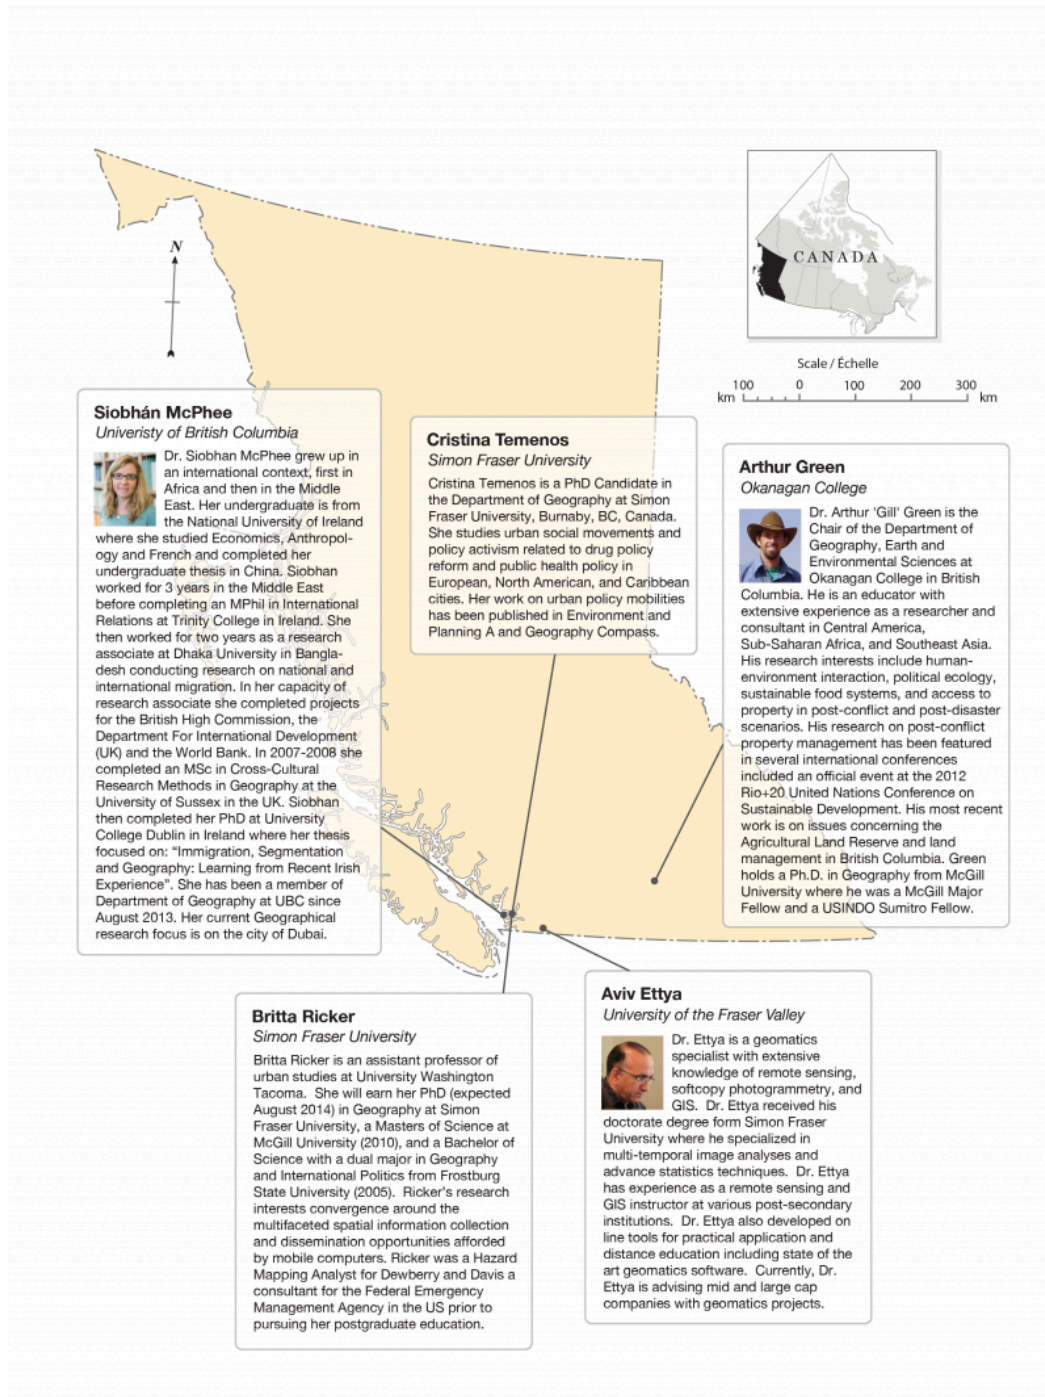 N
CANADA
Scale / Échelle
100 0 100 200 300
km km
Siobhán McPhee
Univeristy of British Columbia
Dr. Siobhan McPhee grew up in
an international context, first in
Africa and then in the Middle
East. Her undergraduate is from
the National University of Ireland
where she studied Economics, Anthropol-
ogy and French and completed her
undergraduate thesis in China. Siobhan
worked for 3 years in the Middle East
before completing an MPhil in International
Relations at Trinity College in Ireland. She
then worked for two years as a research
associate at Dhaka University in Bangla-
desh conducting research on national and
international migration. In her capacity of
research associate she completed projects
for the British High Commission, the
Department For International Development
(UK) and the World Bank. In 2007-2008 she
completed an MSc in Cross-Cultural
Research Methods in Geography at the
University of Sussex in the UK. Siobhan
then completed her PhD at University
College Dublin in Ireland where her thesis
focused on: “Immigration, Segmentation
and Geography: Learning from Recent Irish
Experience”. She has been a member of
Department of Geography at UBC since
August 2013. Her current Geographical
research focus is on the city of Dubai.
Cristina Temenos
Simon Fraser University
Cristina Temenos is a PhD Candidate in
the Department of Geography at Simon
Fraser University, Burnaby, BC, Canada.
She studies urban social movements and
policy activism related to drug policy
reform and public health policy in
European, North American, and Caribbean
cities. Her work on urban policy mobilities
has been published in Environment and
Planning A and Geography Compass.
Arthur Green
Okanagan College
Dr. Arthur 'Gill' Green is the
Chair of the Department of
Geography, Earth and
Environmental Sciences at
Okanagan College in British
Columbia. He is an educator with
extensive experience as a researcher and
consultant in Central America,
Sub-Saharan Africa, and Southeast Asia.
His research interests include human-
environment interaction, political ecology,
sustainable food systems, and access to
property in post-conflict and post-disaster
scenarios. His research on post-conflict
property management has been featured
in several international conferences
included an official event at the 2012
Rio+20 United Nations Conference on
Sustainable Development. His most recent
work is on issues concerning the
Agricultural Land Reserve and land
management in British Columbia. Green
holds a Ph.D. in Geography from McGill
University where he was a McGill Major
Fellow and a USINDO Sumitro Fellow.
Britta Ricker
Simon Fraser University
Britta Ricker is an assistant professor of
urban studies at University Washington
Tacoma. She will earn her PhD (expected
August 2014) in Geography at Simon
Fraser University, a Masters of Science at
McGill University (2010), and a Bachelor of
Science with a dual major in Geography
and International Politics from Frostburg
State University (2005). Ricker's research
interests convergence around the
multifaceted spatial information collection
and dissemination opportunities afforded
by mobile computers. Ricker was a Hazard
Mapping Analyst for Dewberry and Davis a
consultant for the Federal Emergency
Management Agency in the US prior to
pursuing her postgraduate education.
Aviv Ettya
University of the Fraser Valley
Dr. Ettya is a geomatics
specialist with extensive
knowledge of remote sensing,
softcopy photogrammetry, and
GIS. Dr. Ettya received his
doctorate degree form Simon Fraser
University where he specialized in
multi-temporal image analyses and
advance statistics techniques. Dr. Ettya
has experience as a remote sensing and
GIS instructor at various post-secondary
institutions. Dr. Ettya also developed on
line tools for practical application and
distance education including state of the
art geomatics software. Currently, Dr.
Ettya is advising mid and large cap
companies with geomatics projects.